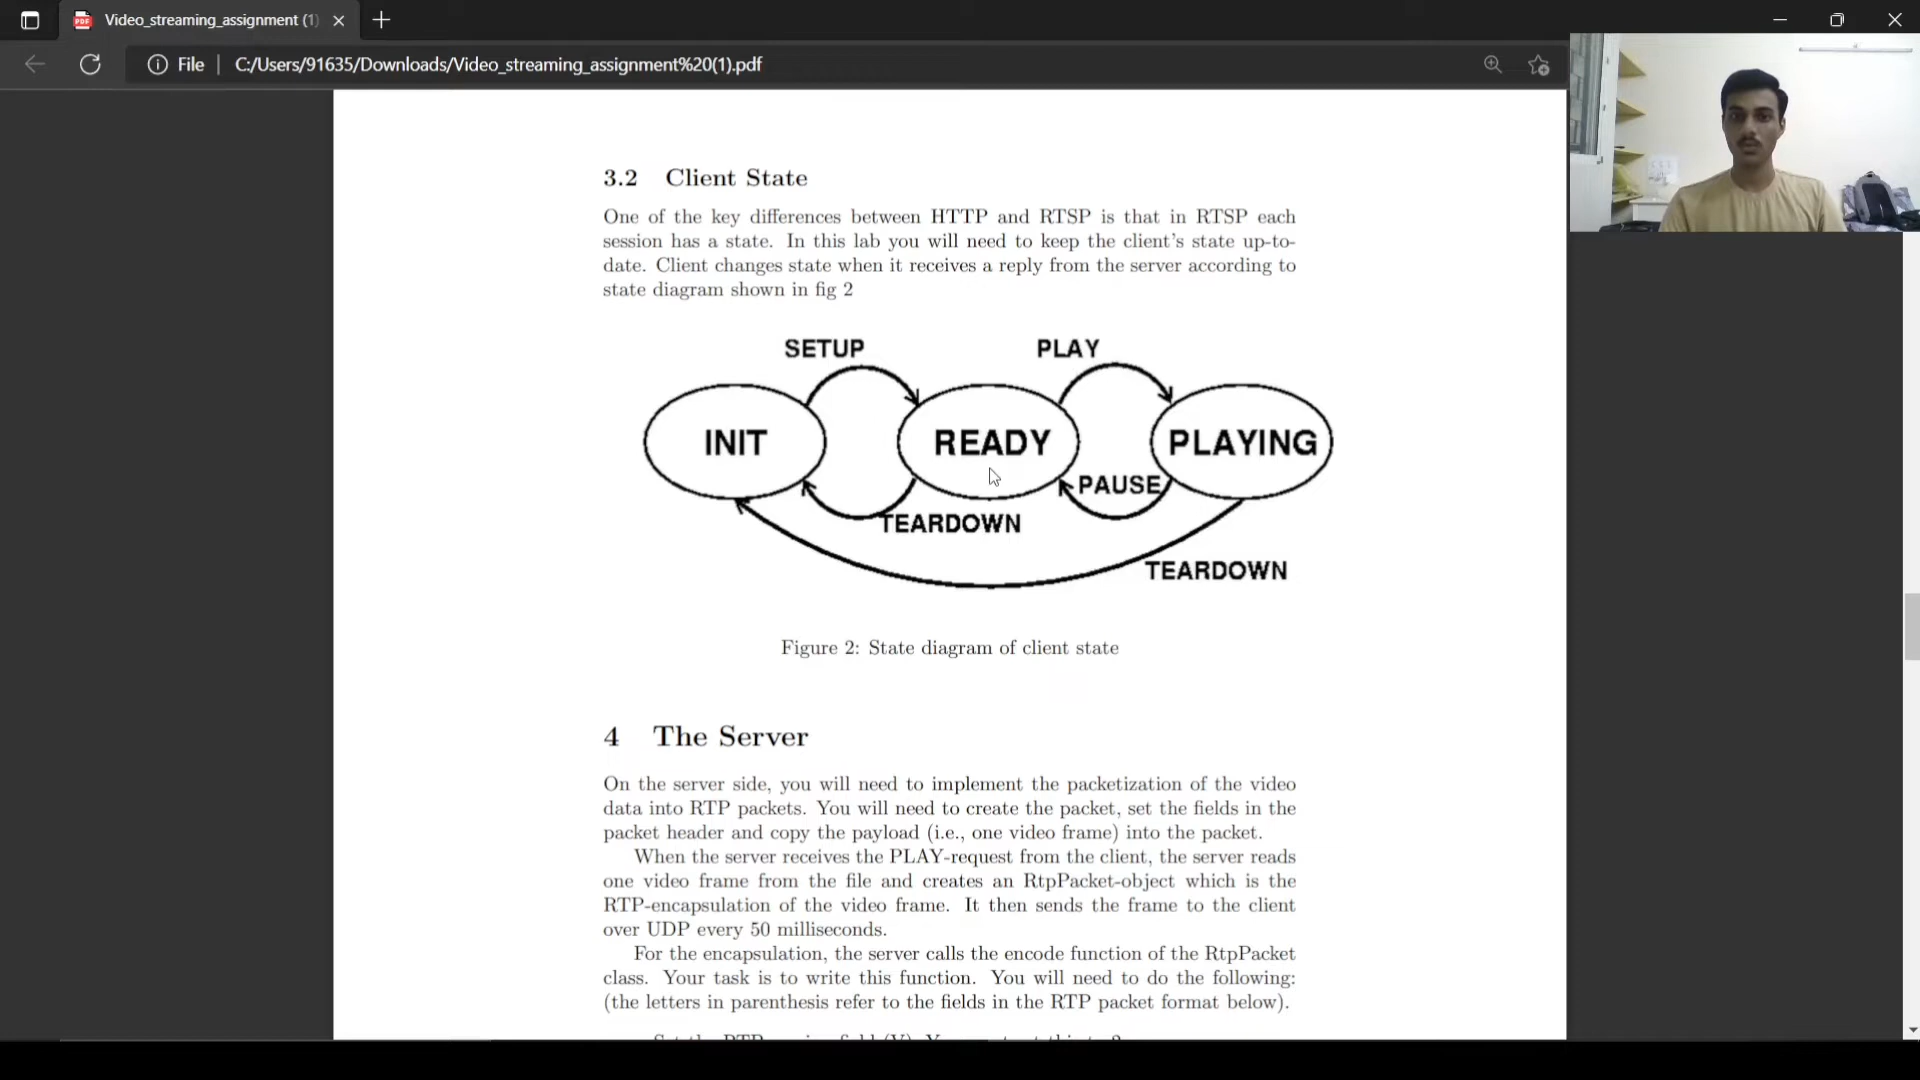 Video_streaming_assignment (1)
File
C:/Users/91635/Downloads/Video_streaming_assignment%20(1).pdf
3.2 Client State
One of the key differences between HTTP and RTSP is that in RTSP each
session has a state. In this lab you will need to keep the client's state up-to-
date. Client changes state when it receives a reply from the server according to
state diagram shown in fig 2
SETUP
PLAY
INIT
READY
PLAYING
PAUSE
TEARDOWN
TEARDOWN
Figure 2: State diagram of client state
4 The Server
On the server side, you will need to implement the packetization of the video
data into RTP packets. You will need to create the packet, set the fields in the
packet header and copy the payload (i.e., one video frame) into the packet.
When the server receives the PLAY-request from the client, the server reads
one video frame from the file and creates an RtpPacket-object which is the
RTP-encapsulation of the video frame. It then sends the frame to the client
over UDP every 50 milliseconds.
For the encapsulation, the server calls the encode function of the RtpPacket
class. Your task is to write this function. You will need to do the following:
(the letters in parenthesis refer to the fields in the RTP packet format below).